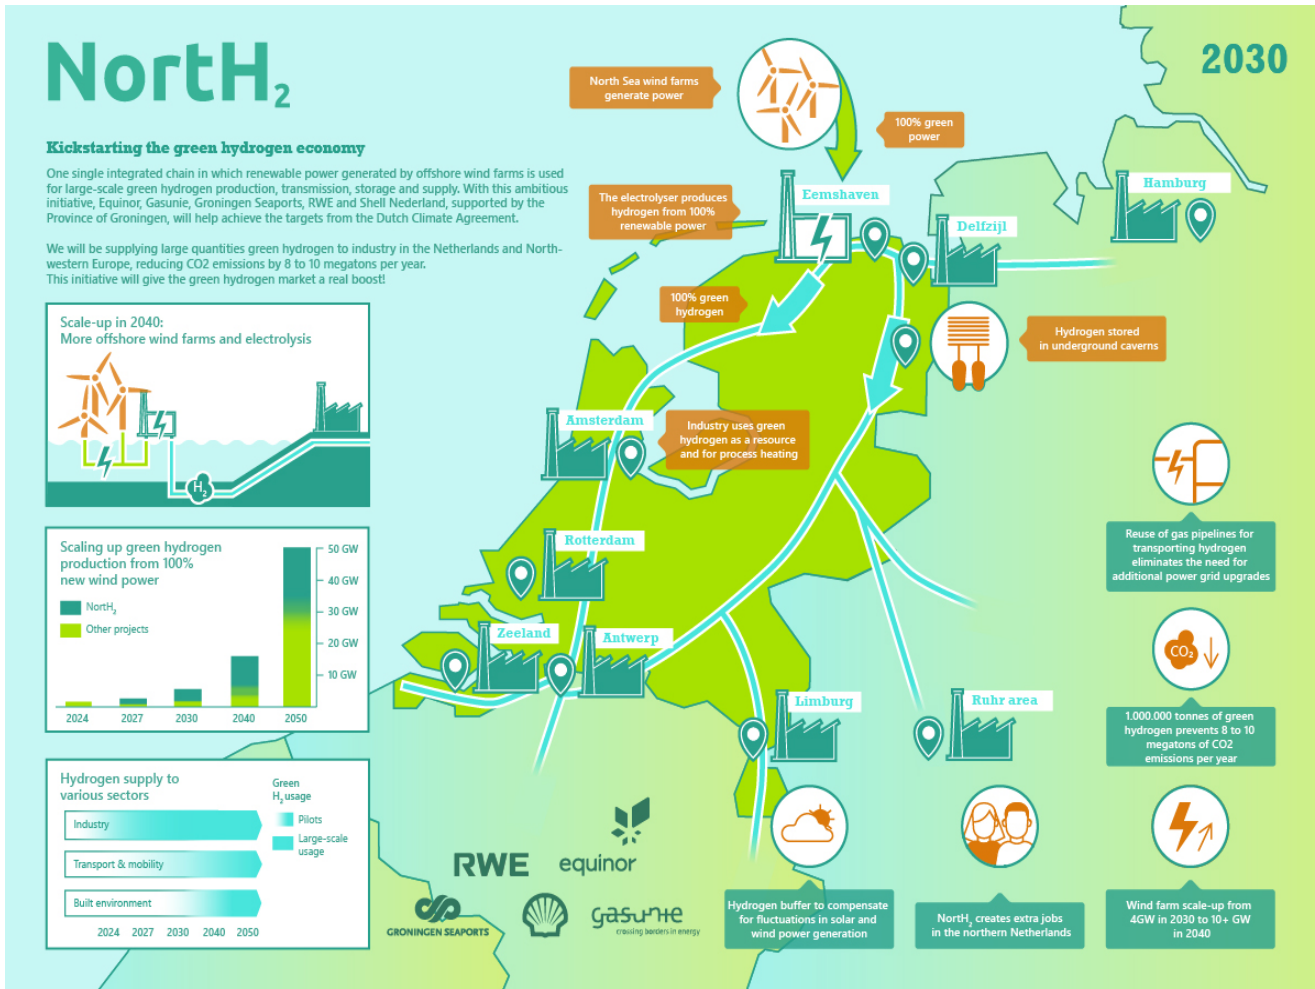 NortH2
2030
Kickstarting the green hydrogen economy
One single integrated chain in which renewable power generated by offshore wind farms is used
for large-scale green hydrogen production, transmission, storage and supply. With this ambitious
initiative, Equinor, Gasunie, Groningen Seaports, RWE and Shell Nederland, supported by the
Province of Groningen, will help achieve the targets from the Dutch Climate Agreement.
We will be supplying large quantities green hydrogen to industry in the Netherlands and North-
western Europe, reducing CO2 emissions by 8 to 10 megatons per year.
This initiative will give the green hydrogen market a real boost!
North Sea wind farms
generate power
100% green
power
The electrolyser produces
hydrogen from 100%
renewable power
Eemshaven
Delfzijl
Hamburg
100% green
hydrogen
Hydrogen stored
in underground caverns
Amsterdam
Industry uses green
hydrogen as a resource
and for process heating
Rotterdam
Zeeland
Antwerp
Limburg
Ruhr area
Scale-up in 2040:
More offshore wind farms and electrolysis
H2
Scaling up green hydrogen
production from 100%
new wind power
NortH2
Other projects
50 GW
40 GW
30 GW
20 GW
10 GW
2024 2027 2030 2040 2050
Hydrogen supply to
various sectors
Green
H2 usage
Pilots
Large-scale
usage
Industry
Transport & mobility
Built environment
2024 2027 2030 2040 2050
RWE
equinor
GRONINGEN SEAPORTS
gasunie
crossing borders in energy
Reuse of gas pipelines for
transporting hydrogen
eliminates the need for
additional power grid upgrades
CO2
1.000.000 tonnes of green
hydrogen prevents 8 to 10
megatons of CO2
emissions per year
Hydrogen buffer to compensate
for fluctuations in solar and
wind power generation
NortH2 creates extra jobs
in the northern Netherlands
Wind farm scale-up from
4GW in 2030 to 10+ GW
in 2040